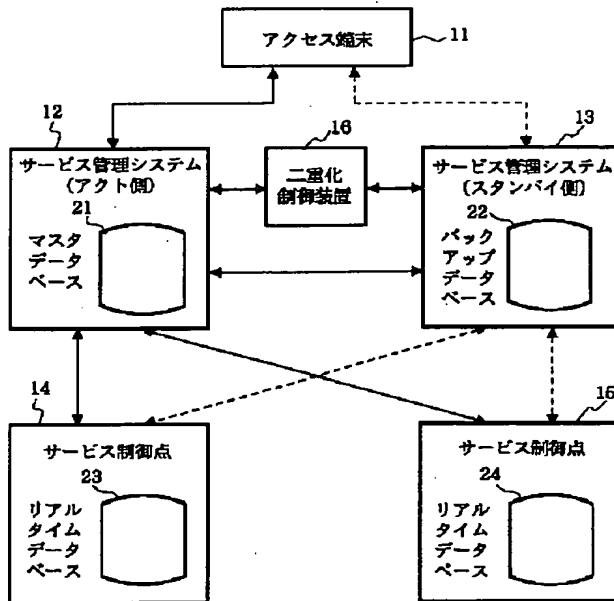 アクセス端末
11
12
サービス管理システム
(アクト側)
21
マスタ
データ
ベース
16
二重化
制御装置
13
サービス管理システム
(スタンバイ側)
22
バック
アップ
データ
ベース
14
サービス制御点
23
リアル
タイム
データ
ベース
15
サービス制御点
24
リアル
タイム
データ
ベース